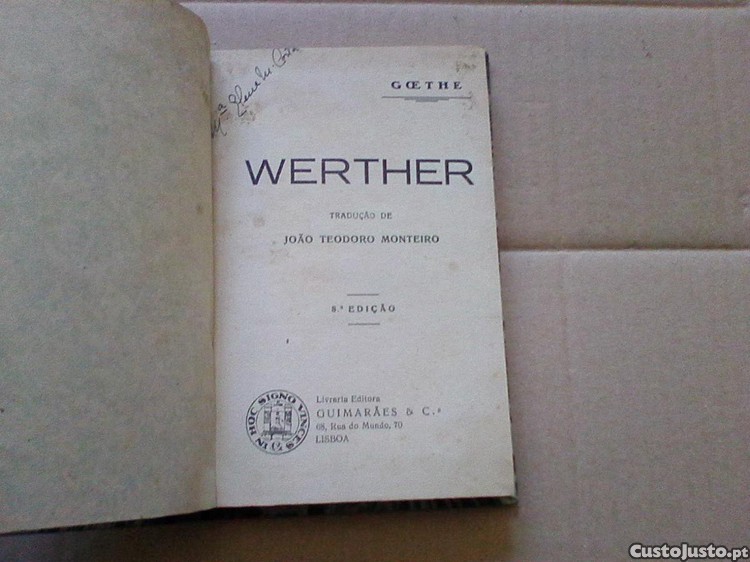 GŒTHE
WERTHER
TRADUÇÃO DE
JOÃO TEODORO MONTEIRO
8.ª EDIÇÃO
IN HOC SIGNO VINCES
Livraria Editora
GUIMARÃES & C.ª
68, Rua do Mundo, 70
LISBOA
CustoJusto.pt